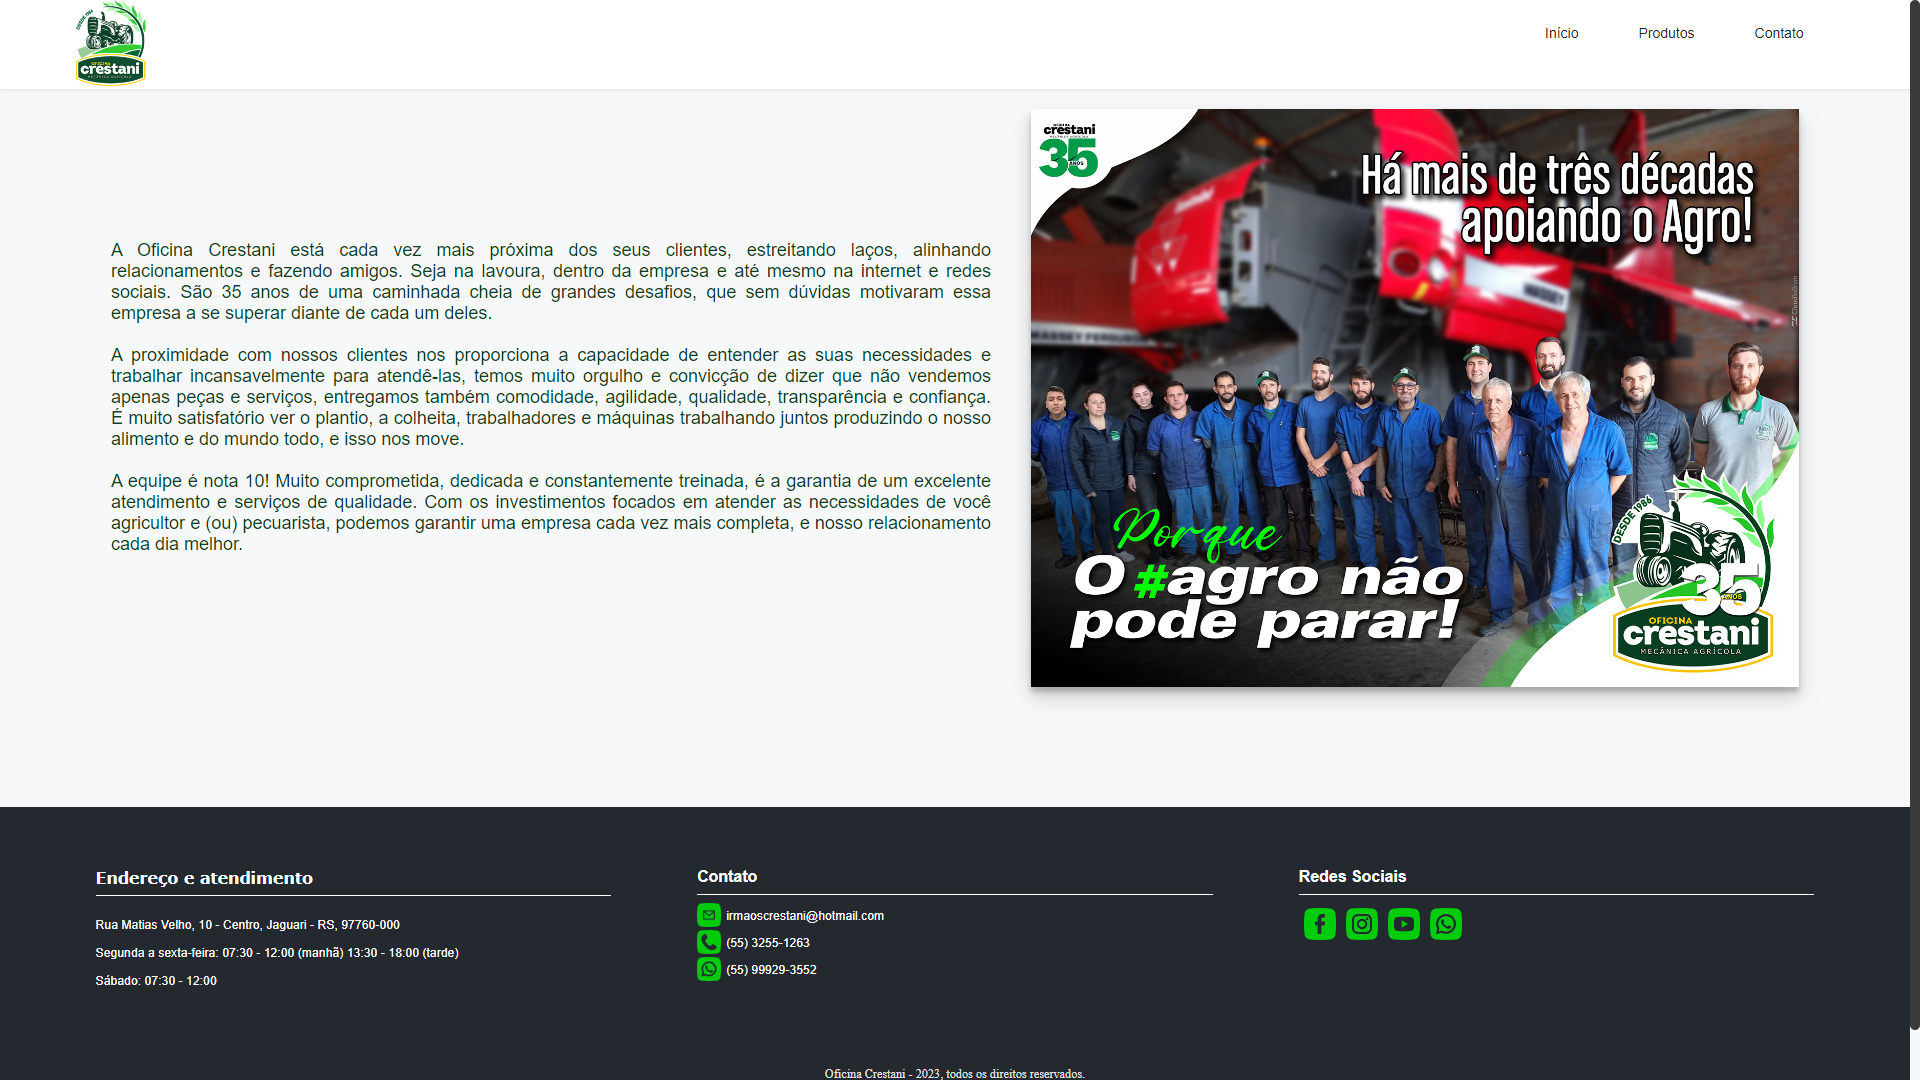 DESDE 1986
OFICINA
crestani
MECÂNICA AGRÍCOLA
Início
Produtos
Contato
A Oficina Crestani está cada vez mais próxima dos seus clientes, estreitando laços, alinhando
relacionamentos e fazendo amigos. Seja na lavoura, dentro da empresa e até mesmo na internet e redes
sociais. São 35 anos de uma caminhada cheia de grandes desafios, que sem dúvidas motivaram essa
empresa a se superar diante de cada um deles.
A proximidade com nossos clientes nos proporciona a capacidade de entender as suas necessidades e
trabalhar incansavelmente para atendê-las, temos muito orgulho e convicção de dizer que não vendemos
apenas peças e serviços, entregamos também comodidade, agilidade, qualidade, transparência e confiança.
É muito satisfatório ver o plantio, a colheita, trabalhadores e máquinas trabalhando juntos produzindo o nosso
alimento e do mundo todo, e isso nos move.
A equipe é nota 10! Muito comprometida, dedicada e constantemente treinada, é a garantia de um excelente
atendimento e serviços de qualidade. Com os investimentos focados em atender as necessidades de você
agricultor e (ou) pecuarista, podemos garantir uma empresa cada vez mais completa, e nosso relacionamento
cada dia melhor.
OFICINA
crestani
MECÂNICA AGRÍCOLA
35
ANOS
Há mais de três décadas
apoiando o Agro!
MASSEY
MASSEY FERGUSON
Porque
O #agro não
pode parar!
DESDE 1986
35
ANOS
OFICINA
crestani
MECÂNICA AGRÍCOLA
Endereço e atendimento
Rua Matias Velho, 10 - Centro, Jaguari - RS, 97760-000
Segunda a sexta-feira: 07:30 - 12:00 (manhã) 13:30 - 18:00 (tarde)
Sábado: 07:30 - 12:00
Contato
irmaoscrestani@hotmail.com
(55) 3255-1263
(55) 99929-3552
Redes Sociais
Oficina Crestani - 2023, todos os direitos reservados.